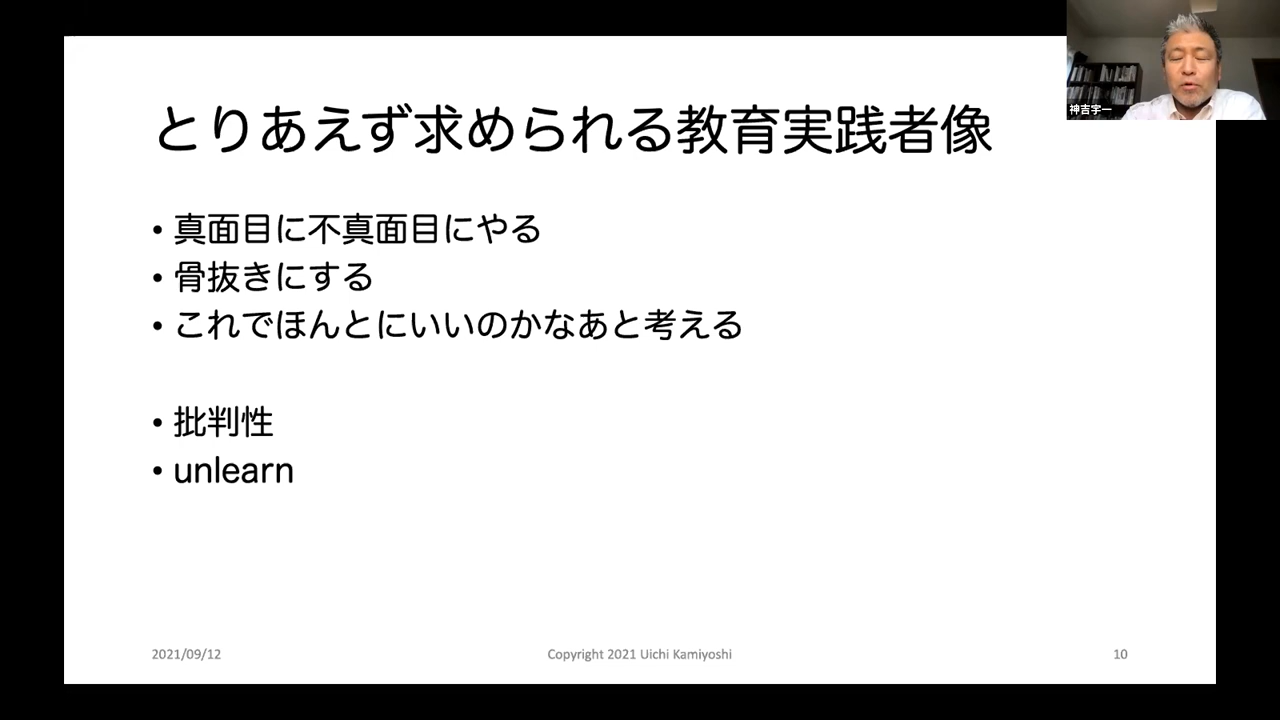 神吉宇一
とりあえず求められる教育実践者像
• 真面目に不真面目にやる
• 骨抜きにする
• これでほんとにいいのかなあと考える
• 批判性
• unlearn
2021/09/12
Copyright 2021 Uichi Kamiyoshi
10